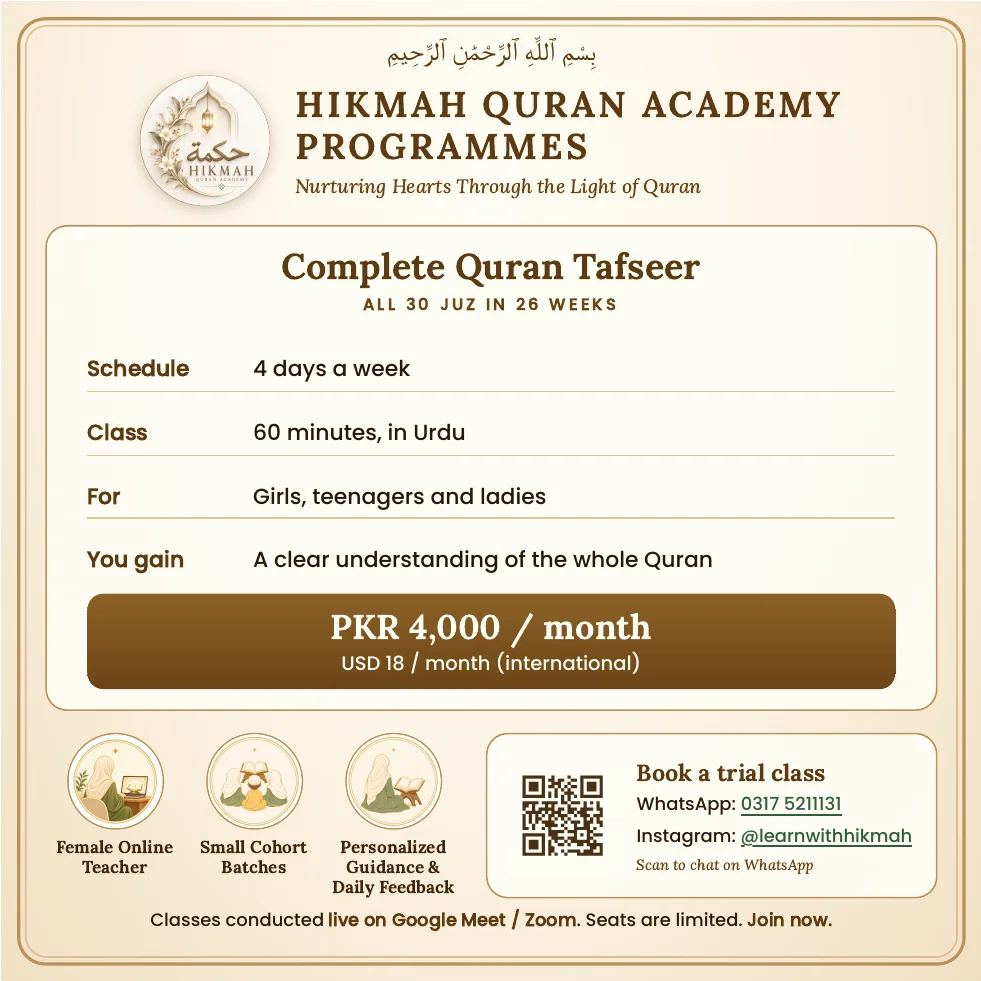 بِسْمِ ٱللَّهِ ٱلرَّحْمَٰنِ ٱلرَّحِيمِ
حكمة
HIKMAH
QURAN ACADEMY
HIKMAH QURAN ACADEMY
PROGRAMMES
Nurturing Hearts Through the Light of Quran
Complete Quran Tafseer
ALL 30 JUZ IN 26 WEEKS
Schedule 4 days a week
Class 60 minutes, in Urdu
For Girls, teenagers and ladies
You gain A clear understanding of the whole Quran
PKR 4,000 / month
USD 18 / month (international)
Female Online
Teacher
Small Cohort
Batches
Personalized
Guidance &
Daily Feedback
Book a trial class
WhatsApp: 0317 5211131
Instagram: @learnwithhikmah
Scan to chat on WhatsApp
Classes conducted live on Google Meet / Zoom. Seats are limited. Join now.